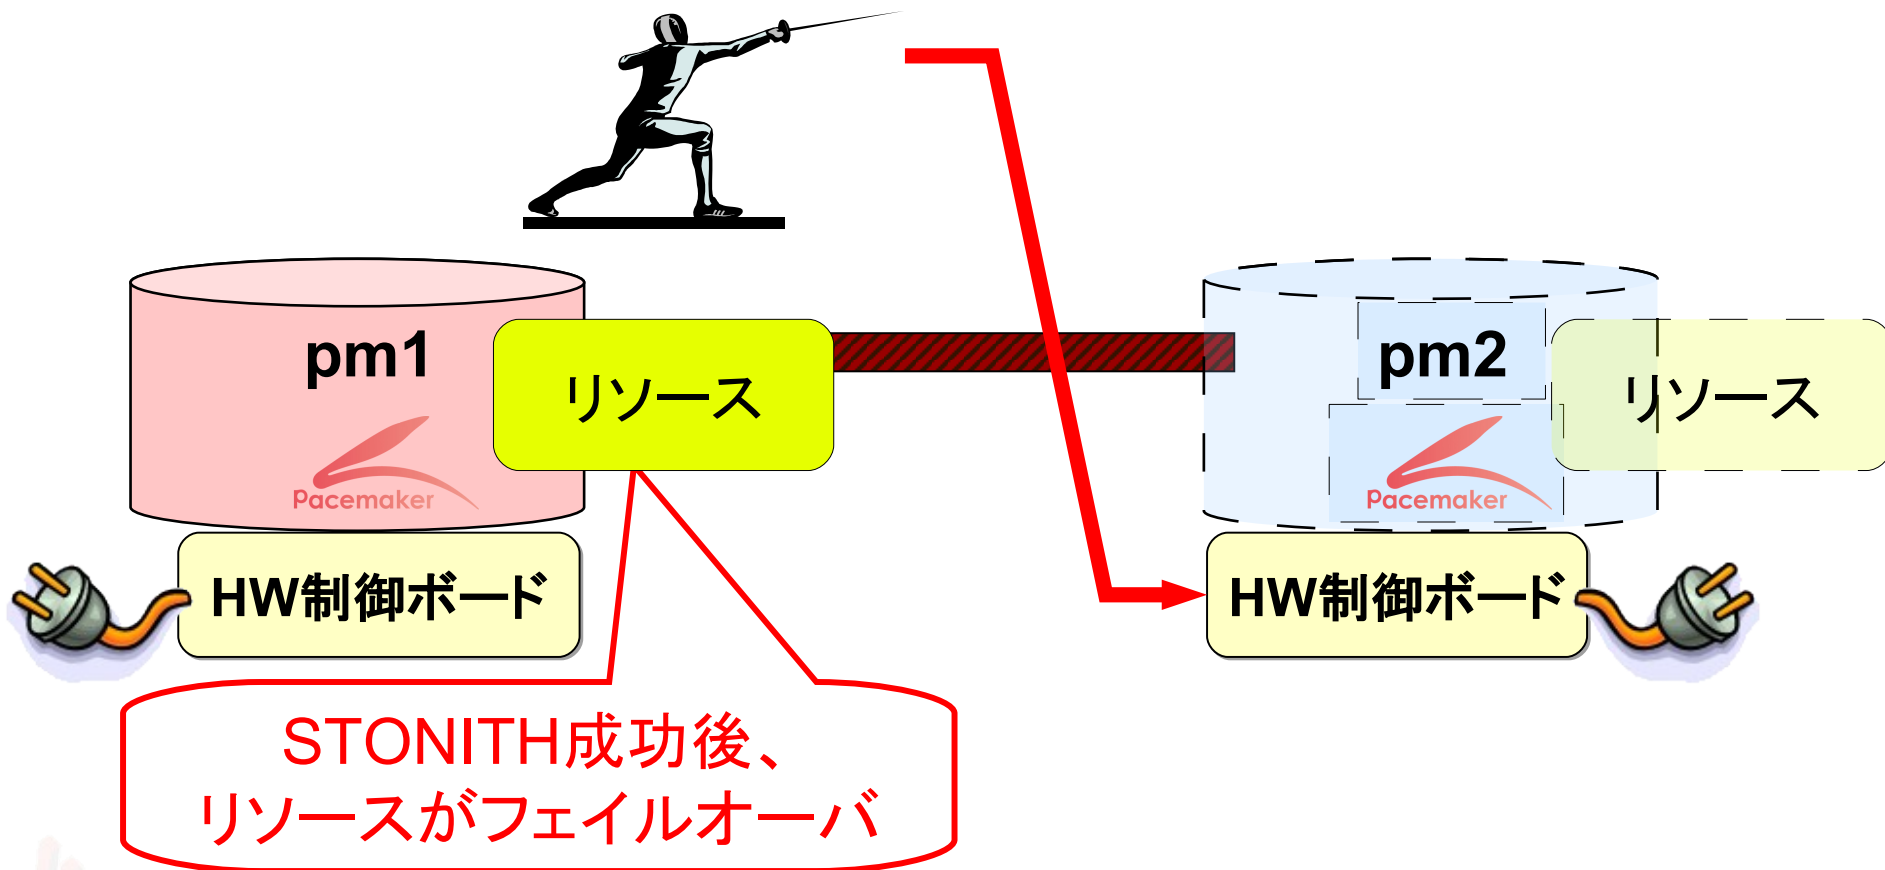 pm1
リソース
Pacemaker
pm2
リソース
Pacemaker
HW制御ボード
HW制御ボード
STONITH成功後、
リソースがフェイルオーバ